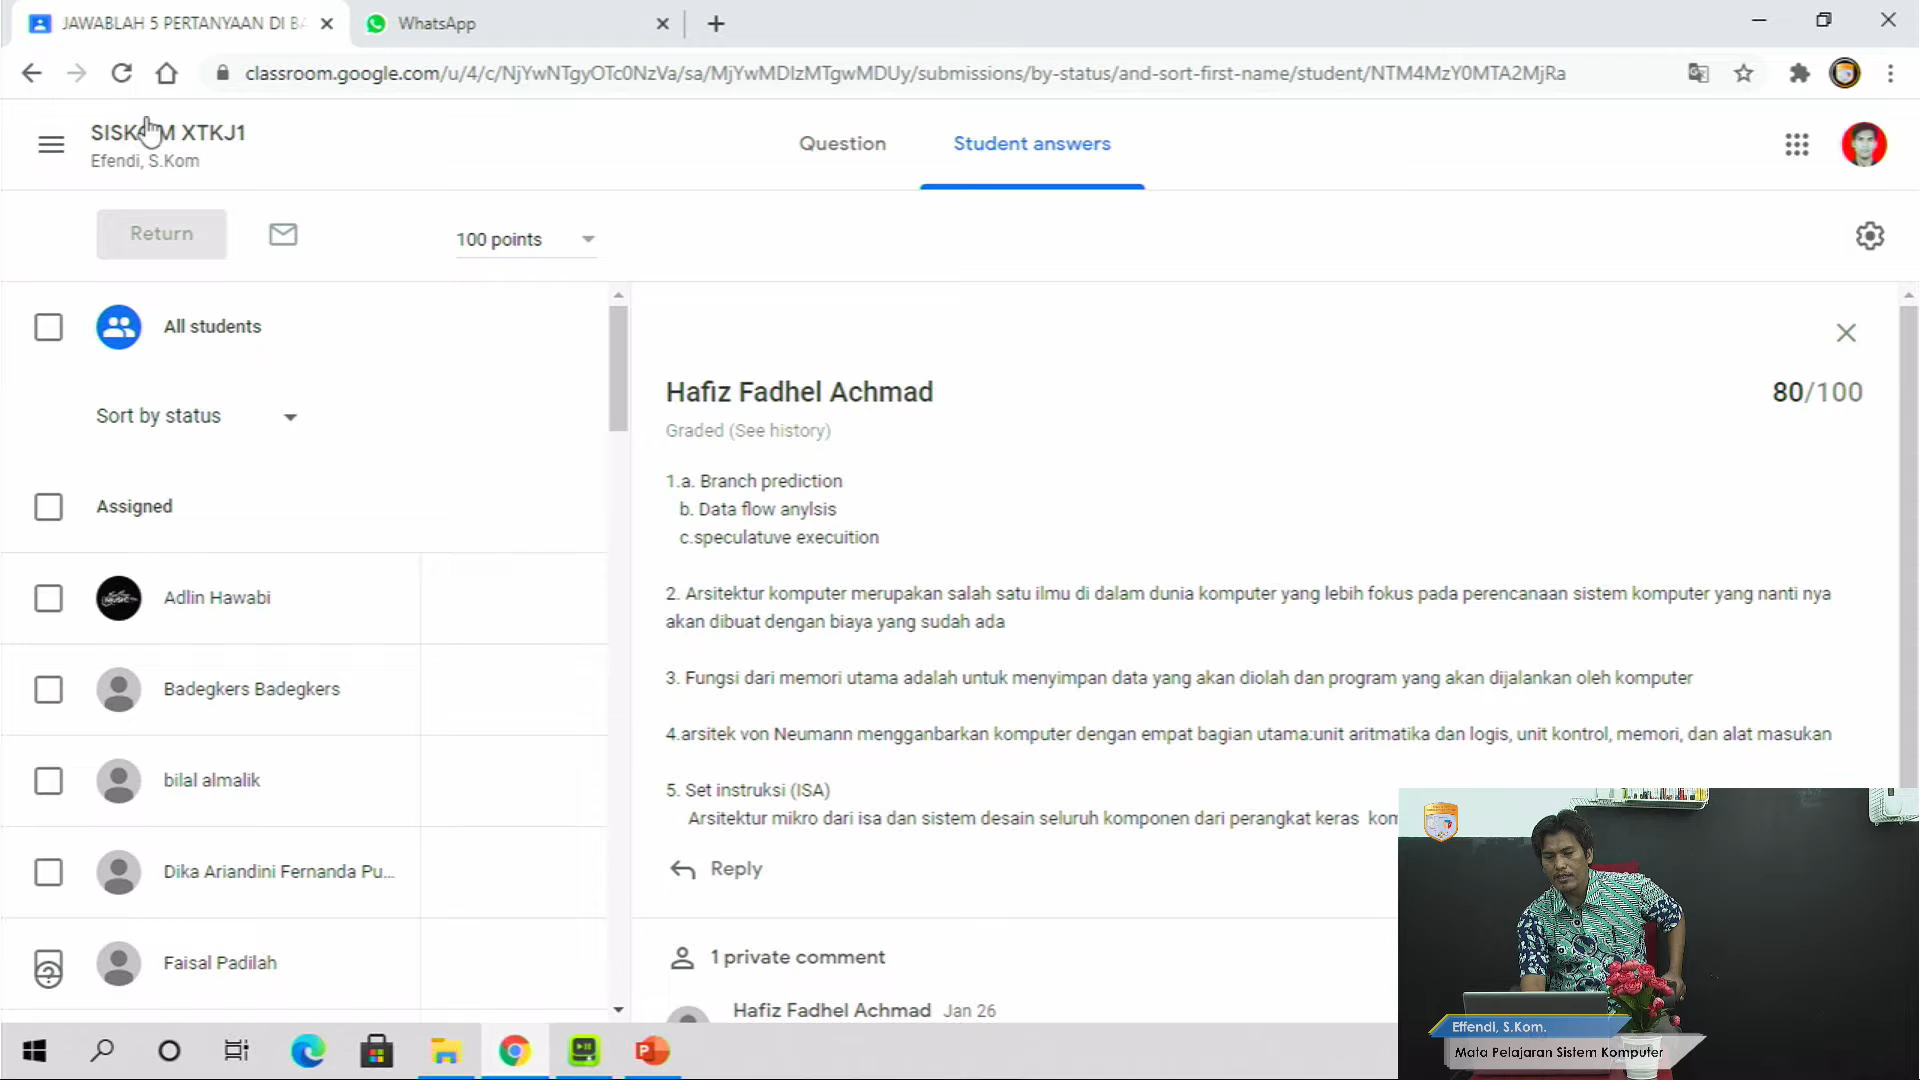 JAWABLAH 5 PERTANYAAN DI BA
WhatsApp
classroom.google.com/u/4/c/NjYwNTgyOTc0NzVa/sa/MjYwMDIzMTgwMDUy/submissions/by-status/and-sort-first-name/student/NTM4MzY0MTA2MjRa
SISKOM XTKJ1
Efendi, S.Kom
Question
Student answers
Return
100 points
All students
Sort by status
Assigned
Adlin Hawabi
Badegkers Badegkers
bilal almalik
Dika Ariandini Fernanda Pu...
Faisal Padilah
Hafiz Fadhel Achmad
80/100
Graded (See history)
1.a. Branch prediction
b. Data flow anylsis
c.speculatuve execuition
2. Arsitektur komputer merupakan salah satu ilmu di dalam dunia komputer yang lebih fokus pada perencanaan sistem komputer yang nanti nya
akan dibuat dengan biaya yang sudah ada
3. Fungsi dari memori utama adalah untuk menyimpan data yang akan diolah dan program yang akan dijalankan oleh komputer
4.arsitek von Neumann mengganbarkan komputer dengan empat bagian utama:unit aritmatika dan logis, unit kontrol, memori, dan alat masukan
5. Set instruksi (ISA)
Arsitektur mikro dari isa dan sistem desain seluruh komponen dari perangkat keras kom
Reply
1 private comment
Hafiz Fadhel Achmad Jan 26
Effendi, S.Kom.
Mata Pelajaran Sistem Komputer